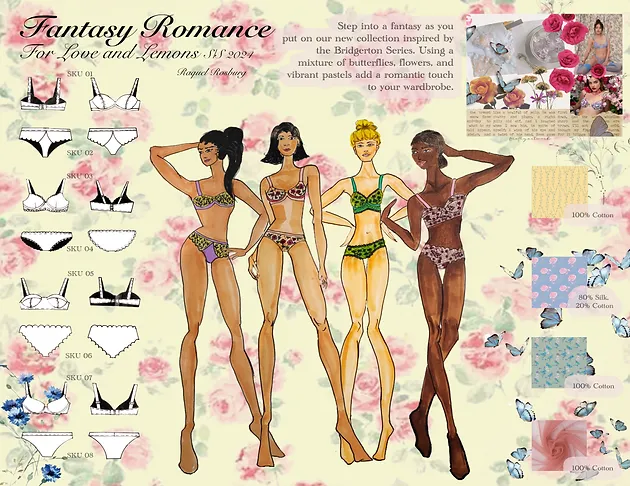 Fantasy Romance
For Love and Lemons S/S 2024
Raquel Rosburg
Step into a fantasy as you
put on our new collection inspired by
the Bridgerton Series. Using a
mixture of butterflies, flowers, and
vibrant pastels add a romantic touch
to your wardbrobe.
SKU 01
SKU 02
SKU 03
SKU 04
SKU 05
SKU 06
SKU 07
SKU 08
100% Cotton
80% Silk,
20% Cotton
100% Cotton
100% Cotton